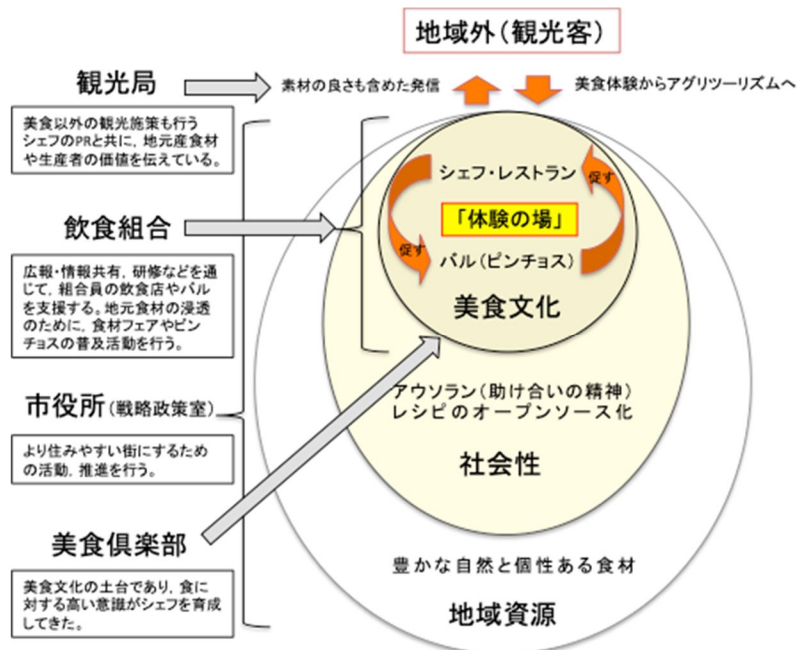 地域外(観光客)
観光局
素材の良さも含めた発信
美食体験からアグリツーリズムへ
美食以外の観光施策も行う
シェフのPRと共に, 地元産食材
や生産者の価値を伝えている。
シェフ・レストラン
促す
「体験の場」
促す
バル(ピンチョス)
美食文化
飲食組合
広報・情報共有, 研修などを通
じて, 組合員の飲食店やバル
を支援する。地元食材の浸透
のために, 食材フェアやピン
チョスの普及活動を行う。
アウソラン(助け合いの精神)
レシピのオープンソース化
社会性
市役所(戦略政策室)
より住みやすい街にするため
の活動, 推進を行う。
美食倶楽部
美食文化の土台であり, 食に
対する高い意識がシェフを育成
してきた。
豊かな自然と個性ある食材
地域資源